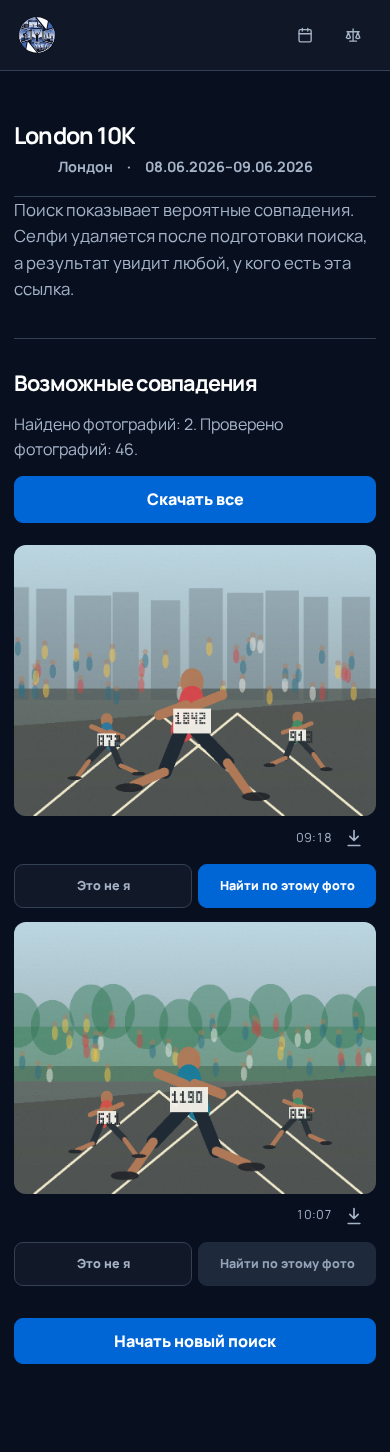 London 10K
Лондон · 08.06.2026–09.06.2026
Поиск показывает вероятные совпадения.
Селфи удаляется после подготовки поиска,
а результат увидит любой, у кого есть эта
ссылка.
Возможные совпадения
Найдено фотографий: 2. Проверено
фотографий: 46.
Скачать все
1842
09:18
Это не я
Найти по этому фото
1190
10:07
Это не я
Найти по этому фото
Начать новый поиск